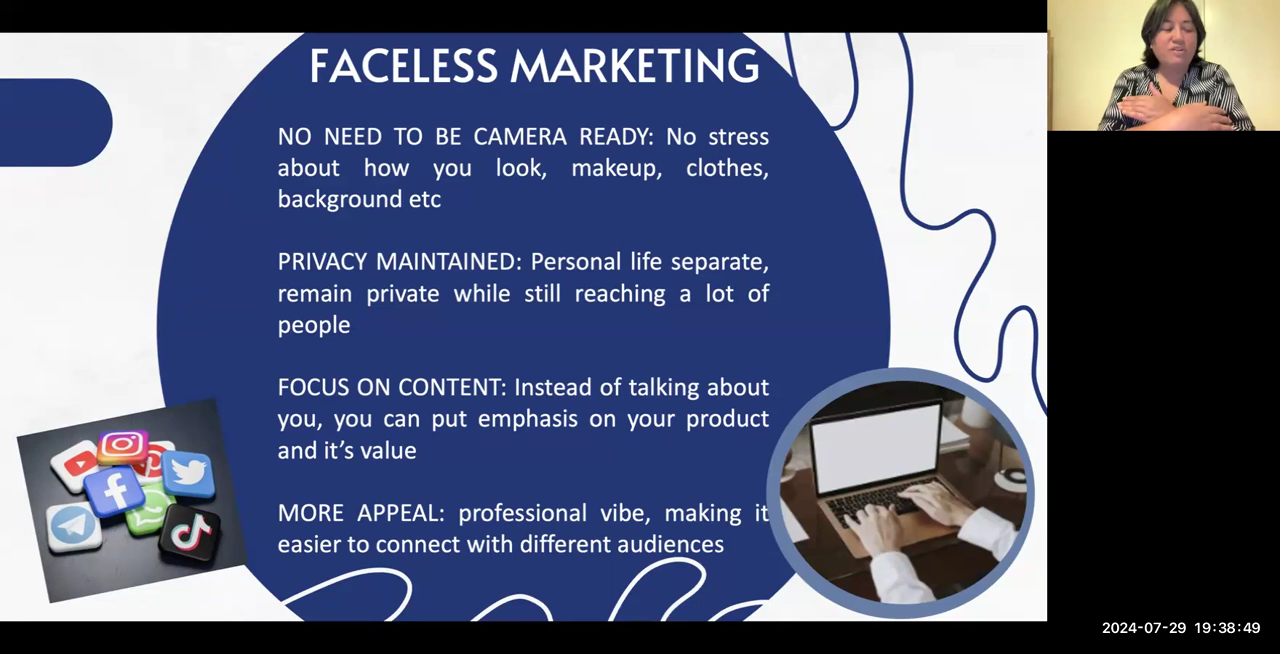 FACELESS MARKETING
NO NEED TO BE CAMERA READY: No stress
about how you look, makeup, clothes,
background etc
PRIVACY MAINTAINED: Personal life separate,
remain private while still reaching a lot of
people
FOCUS ON CONTENT: Instead of talking about
you, you can put emphasis on your product
and it’s value
MORE APPEAL: professional vibe, making it
easier to connect with different audiences
2024-07-29 19:38:49